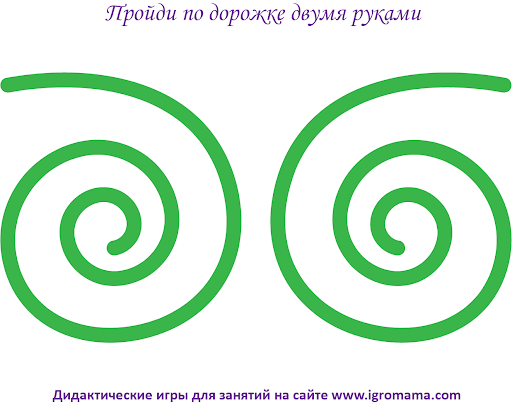 Пройди по дорожке двумя руками
Дидактические игры для занятий на сайте www.igromama.com